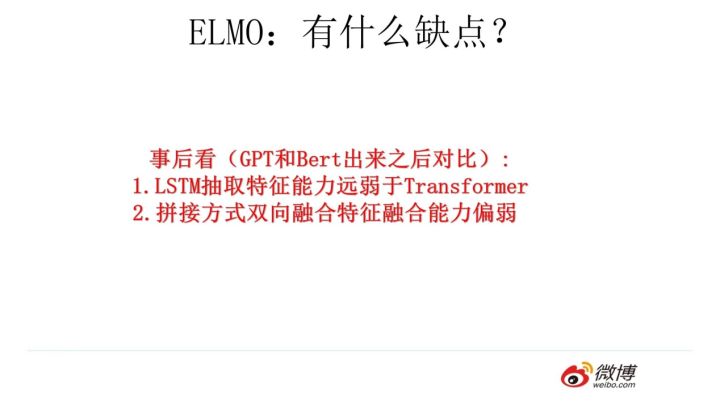 ELMO：有什么缺点？
事后看（GPT和Bert出来之后对比）：
1.LSTM抽取特征能力远弱于Transformer
2.拼接方式双向融合特征融合能力偏弱
微博
weibo.com